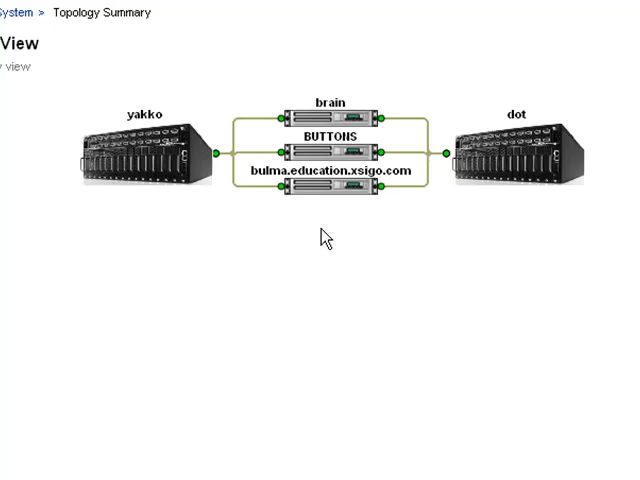 System > Topology Summary
View
view
brain
yakko
dot
BUTTONS
bulma.education.xsigo.com